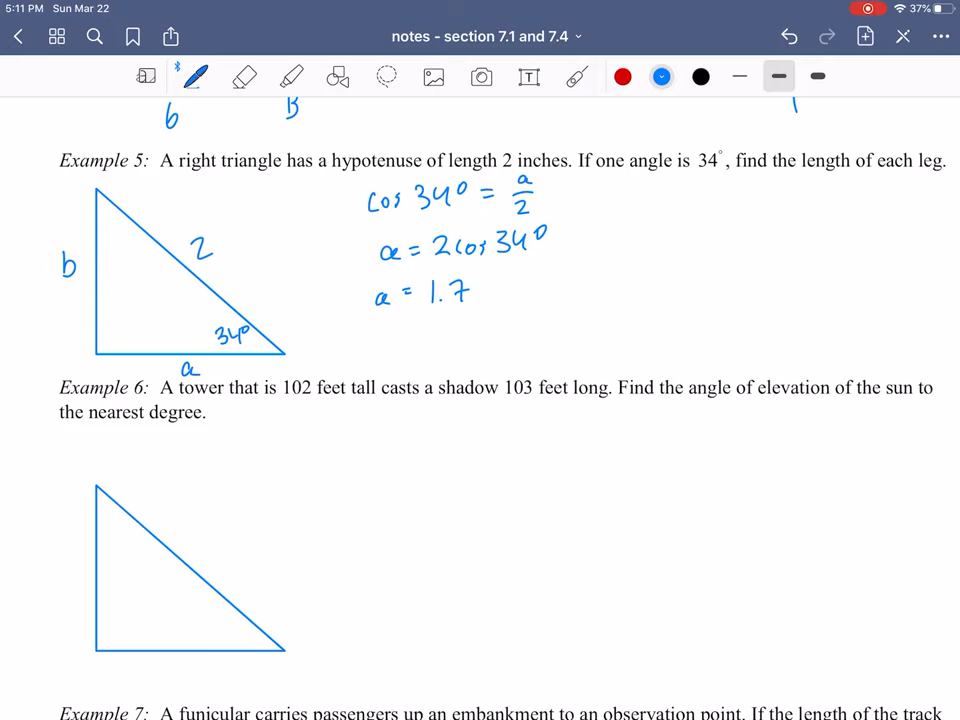 5:11 PM Sun Mar 22
37%
notes - section 7.1 and 7.4
T
6 B
Example 5: A right triangle has a hypotenuse of length 2 inches. If one angle is 34°, find the length of each leg.
cos 34° = a/2
a = 2cos 34°
a = 1.7
b
2
34°
a
Example 6: A tower that is 102 feet tall casts a shadow 103 feet long. Find the angle of elevation of the sun to
the nearest degree.
Example 7: A funicular carries passengers up an embankment to an observation point. If the length of the track